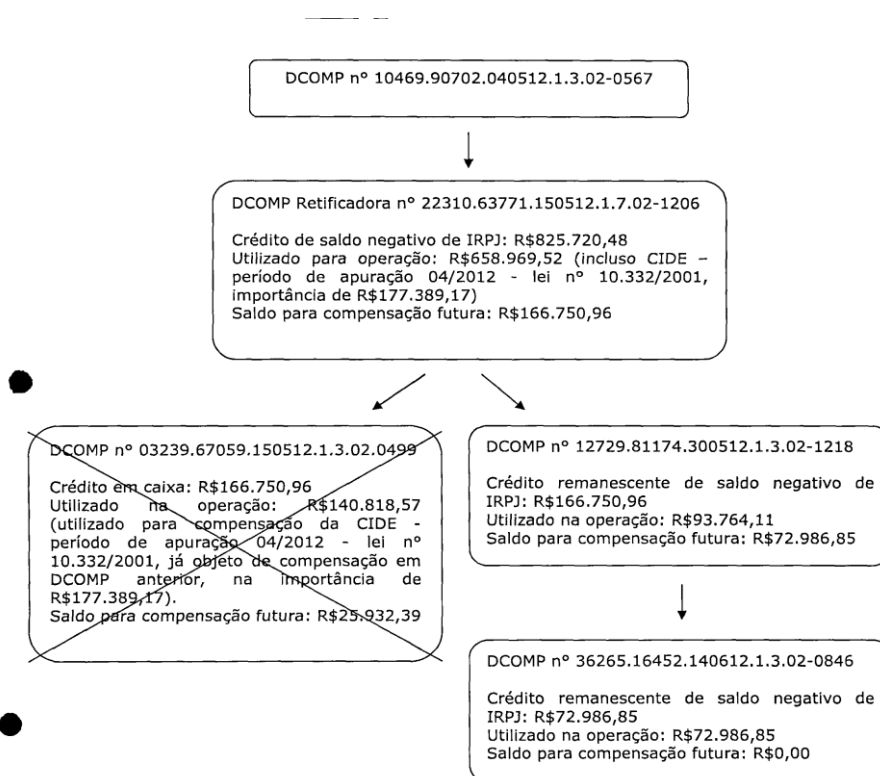 DCOMP nº 10469.90702.040512.1.3.02-0567
DCOMP Retificadora nº 22310.63771.150512.1.7.02-1206
Crédito de saldo negativo de IRPJ: R$825.720,48
Utilizado para operação: R$658.969,52 (incluso CIDE –
período de apuração 04/2012 - lei nº 10.332/2001,
importância de R$177.389,17)
Saldo para compensação futura: R$166.750,96
DCOMP nº 03239.67059.150512.1.3.02.0499
Crédito em caixa: R$166.750,96
Utilizado na operação: R$140.818,57
(utilizado para compensação da CIDE -
período de apuração 04/2012 - lei nº
10.332/2001, já objeto de compensação em
DCOMP anterior, na importância de
R$177.389,17).
Saldo para compensação futura: R$25.932,39
DCOMP nº 12729.81174.300512.1.3.02-1218
Crédito remanescente de saldo negativo de
IRPJ: R$166.750,96
Utilizado na operação: R$93.764,11
Saldo para compensação futura: R$72.986,85
DCOMP nº 36265.16452.140612.1.3.02-0846
Crédito remanescente de saldo negativo de
IRPJ: R$72.986,85
Utilizado na operação: R$72.986,85
Saldo para compensação futura: R$0,00